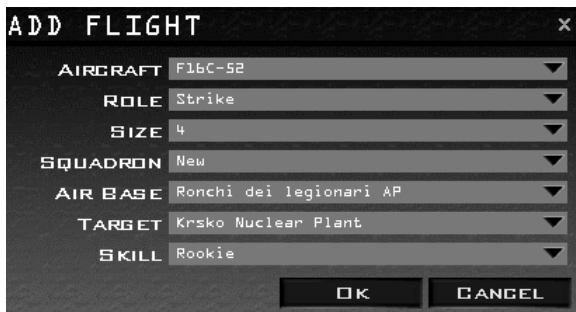 ADD FLIGHT x
AIRCRAFT F16C-52
ROLE Strike
SIZE 4
SQUADRON New
AIR BASE Ronchi dei legionari AP
TARGET Krsko Nuclear Plant
SKILL Rookie
OK CANCEL